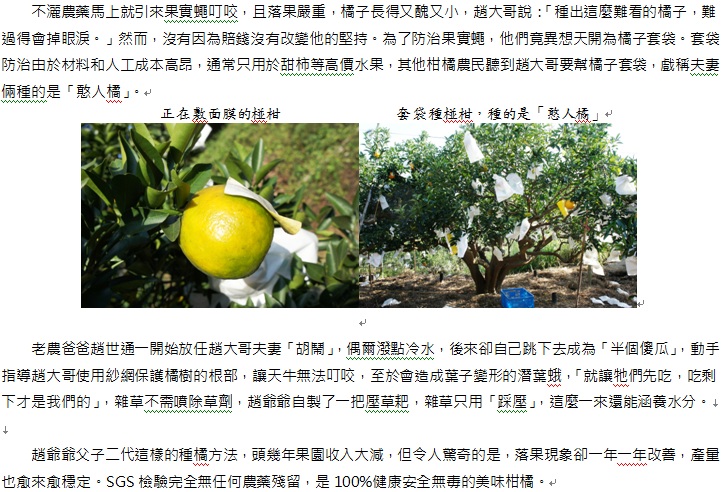 不灑農藥馬上就引來果實蠅叮咬，且落果嚴重，橘子長得又醜又小，趙大哥說：「種出這麼難看的橘子，難
過得會掉眼淚。」然而，沒有因為賠錢沒有改變他的堅持。為了防治果實蠅，他們竟異想天開為橘子套袋。套袋
防治由於材料和人工成本高昂，通常只用於甜柿等高價水果，其他柑橘農民聽到趙大哥要幫橘子套袋，戲稱夫妻
倆種的是「憨人橘」。
正在敷面膜的椪柑
套袋種椪柑，種的是「憨人橘」
老農爸爸趙世通一開始放任趙大哥夫妻「胡鬧」，偶爾潑點冷水，後來卻自己跳下去成為「半個傻瓜」，動手
指導趙大哥使用紗網保護橘樹的根部，讓天牛無法叮咬，至於會造成葉子變形的潛葉蛾，「就讓牠們先吃，吃剩
下才是我們的」，雜草不需噴除草劑，趙爺爺自製了一把壓草耙，雜草只用「踩壓」，這麼一來還能涵養水分。
趙爺爺父子二代這樣的種橘方法，頭幾年果園收入大減，但令人驚奇的是，落果現象卻一年一年改善，產量
也愈來愈穩定。SGS 檢驗完全無任何農藥殘留，是 100%健康安全無毒的美味柑橘。